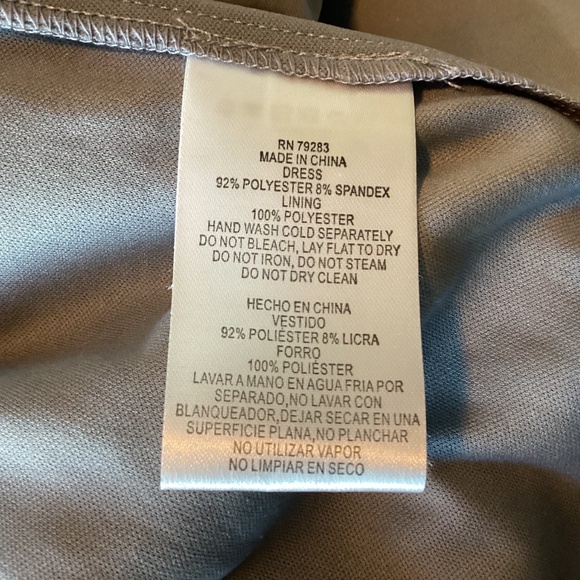 RN 79283
MADE IN CHINA
DRESS
92% POLYESTER 8% SPANDEX
LINING
100% POLYESTER
HAND WASH COLD SEPARATELY
DO NOT BLEACH, LAY FLAT TO DRY
DO NOT IRON, DO NOT STEAM
DO NOT DRY CLEAN
HECHO EN CHINA
VESTIDO
92% POLIÉSTER 8% LICRA
FORRO
100% POLIÉSTER
LAVAR A MANO EN AGUA FRIA POR
SEPARADO,NO LAVAR CON
BLANQUEADOR,DEJAR SECAR EN UNA
SUPERFICIE PLANA,NO PLANCHAR
NO UTILIZAR VAPOR
NO LIMPIAR EN SECO